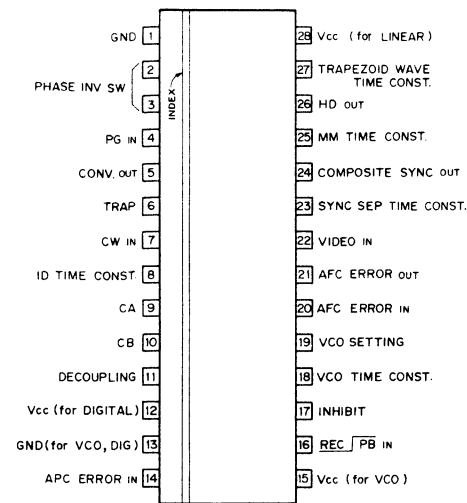 GND 1
2
PHASE INV SW
3
PG IN 4
CONV. OUT 5
TRAP 6
CW IN 7
ID TIME CONST. 8
CA 9
CB 10
DECOUPLING 11
Vcc (for DIGITAL) 12
GND (for VCO, DIG) 13
APC ERROR IN 14
INDEX
28 Vcc (for LINEAR)
27 TRAPEZOID WAVE
TIME CONST.
26 HD OUT
25 MM TIME CONST.
24 COMPOSITE SYNC OUT
23 SYNC SEP TIME CONST.
22 VIDEO IN
21 AFC ERROR OUT
20 AFC ERROR IN
19 VCO SETTING
18 VCO TIME CONST.
17 INHIBIT
16 REC PB IN
15 Vcc (for VCO)